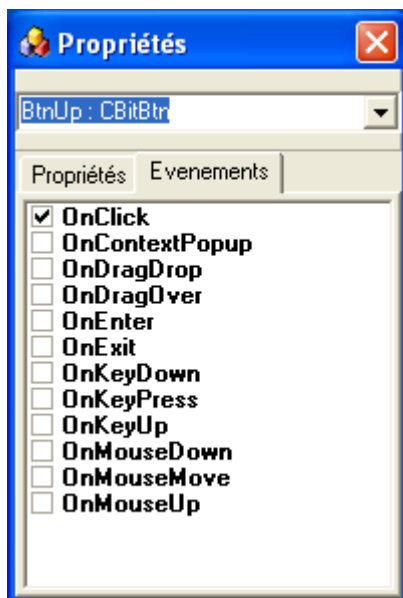 Propriétés
BtnUp : CBitBtn
Propriétés Evenements
OnClick
OnContextPopup
OnDragDrop
OnDragOver
OnEnter
OnExit
OnKeyDown
OnKeyPress
OnKeyUp
OnMouseDown
OnMouseMove
OnMouseUp